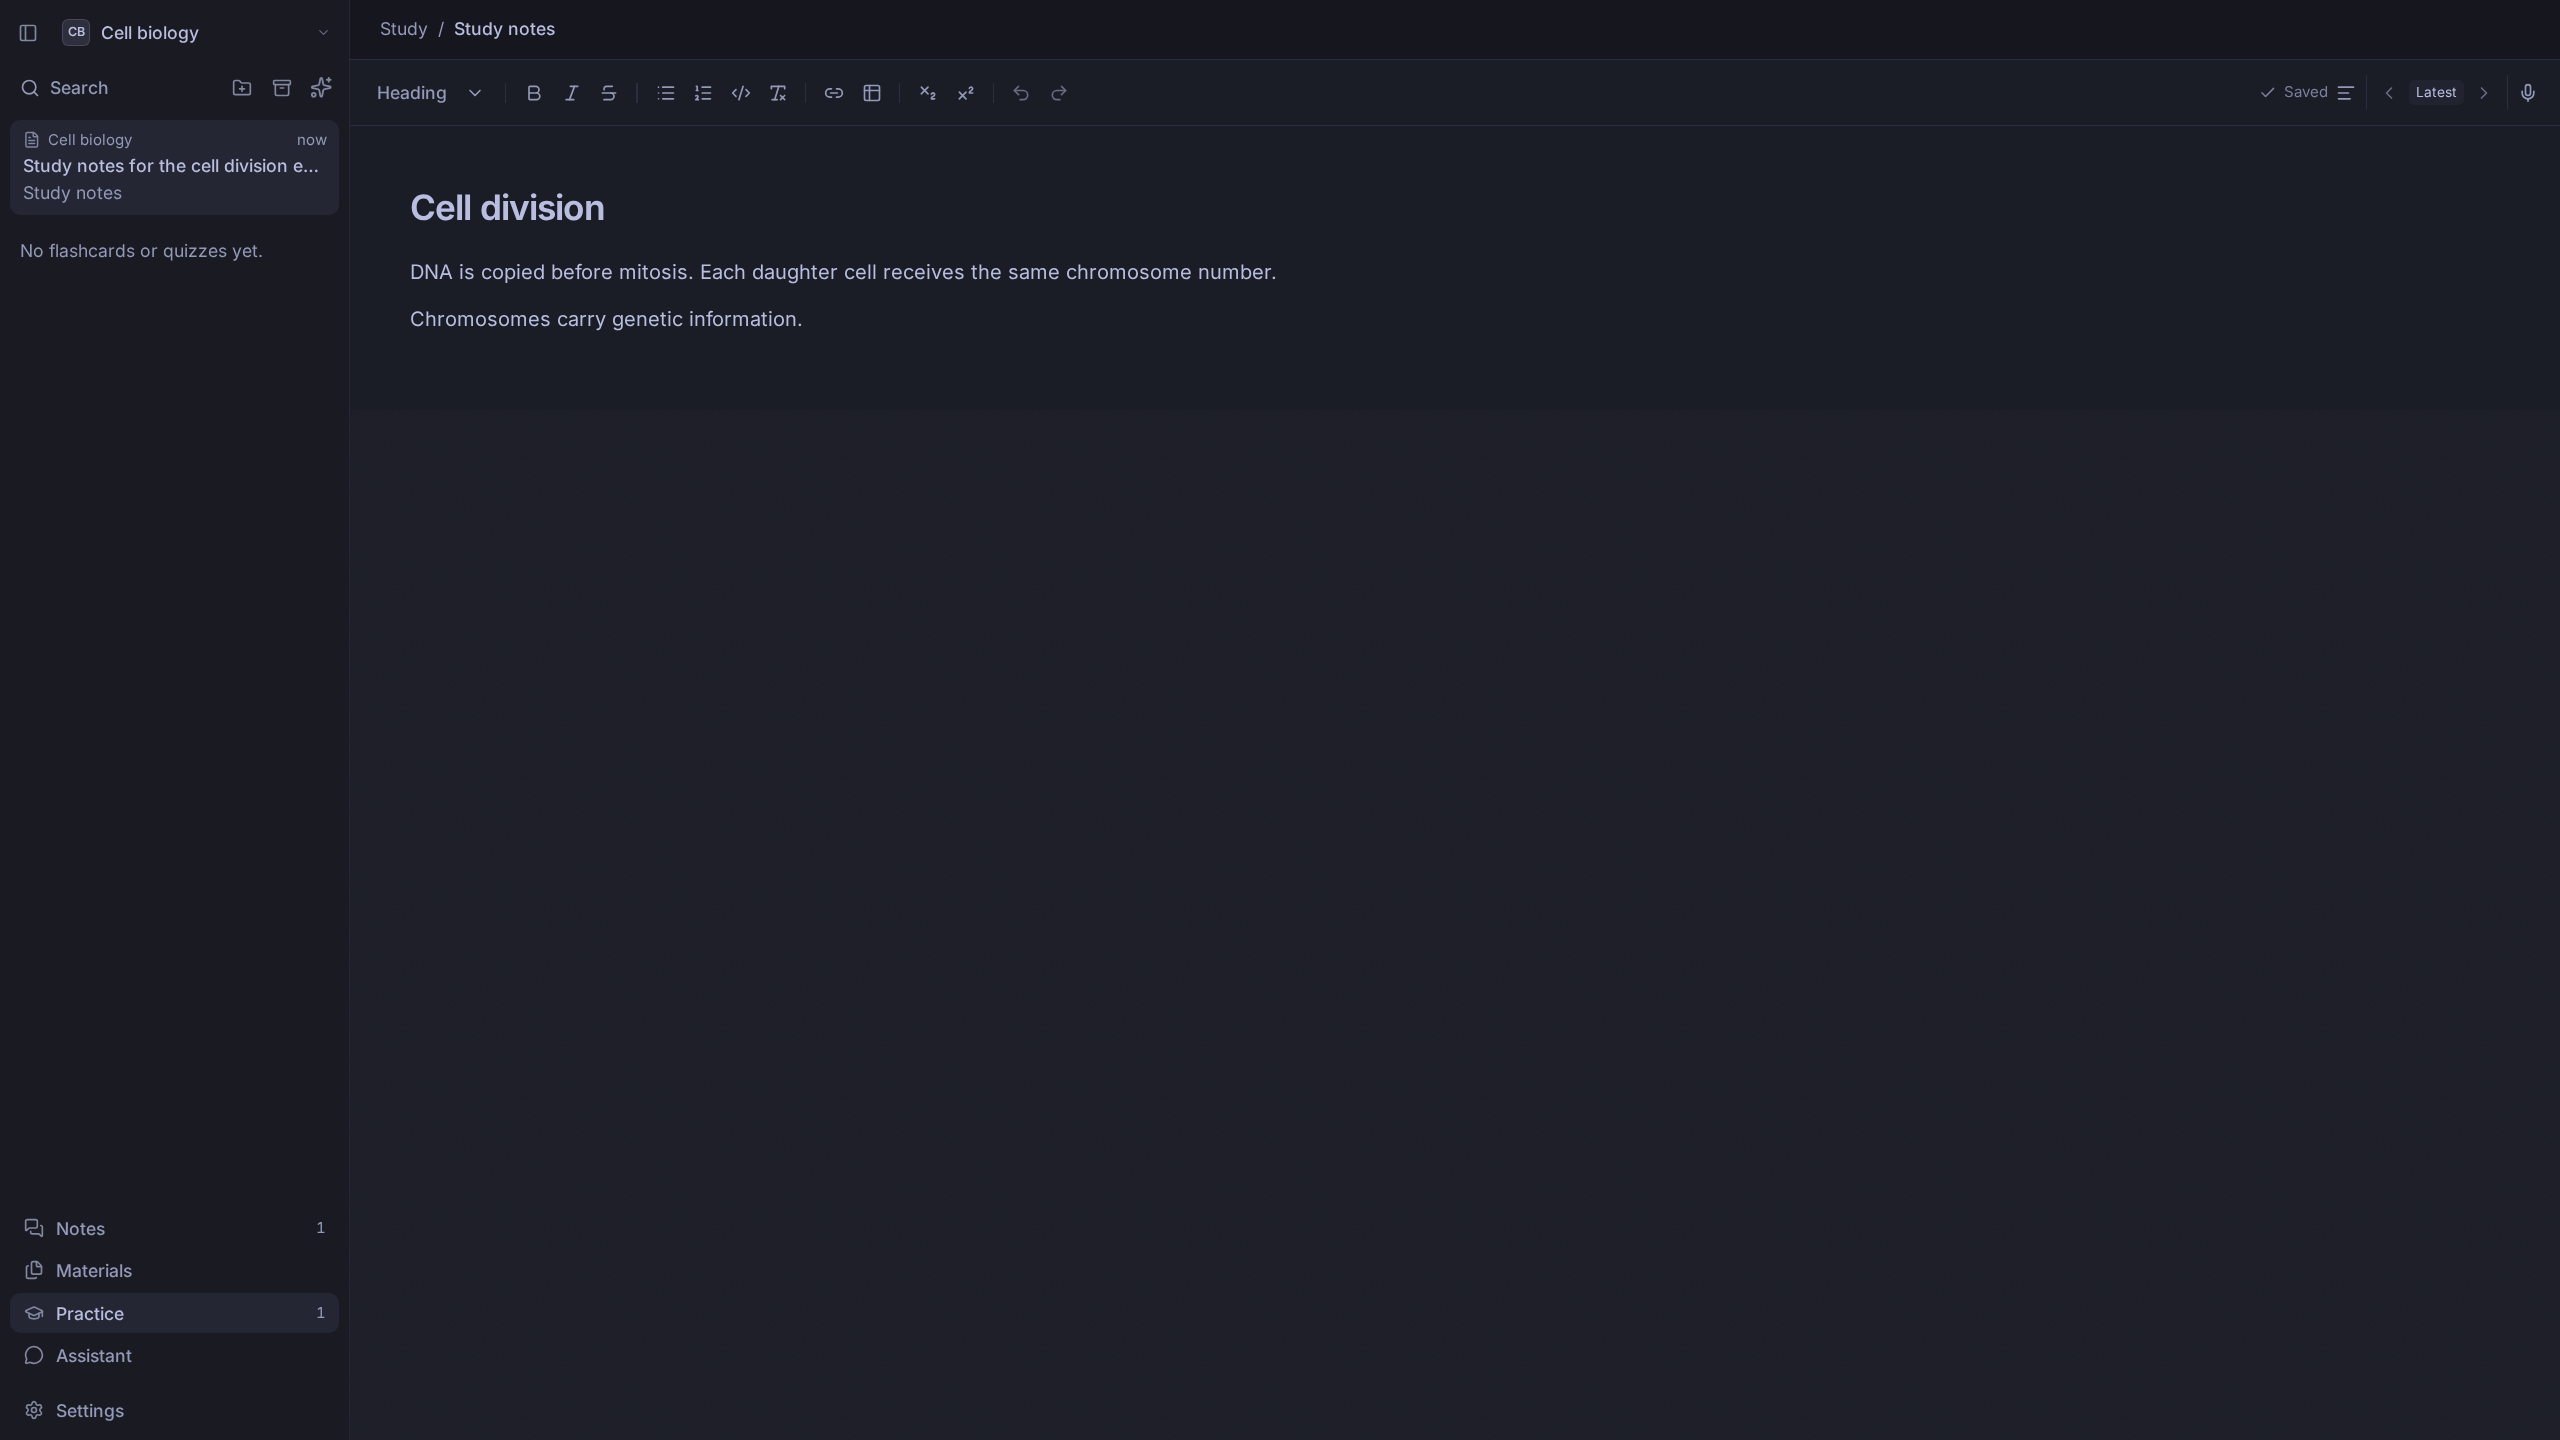 CB Cell biology
Search
Cell biology now
Study notes for the cell division e...
Study notes
No flashcards or quizzes yet.
Notes 1
Materials
Practice 1
Assistant
Settings
Study / Study notes
Heading
Saved
Latest
Cell division
DNA is copied before mitosis. Each daughter cell receives the same chromosome number.
Chromosomes carry genetic information.